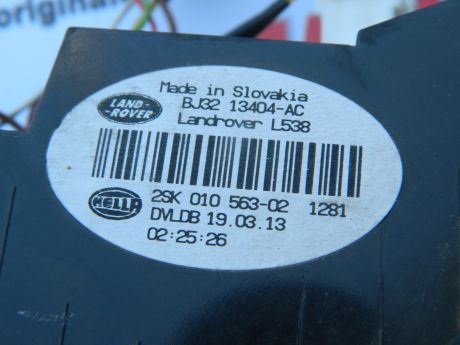 original
Made in Slovakia
LAND-ROVER
BJ32 13404-AC
Landrover L538
HELLA
2SK 010 563-02 1281
DVLDB 19.03.13
02:25:26